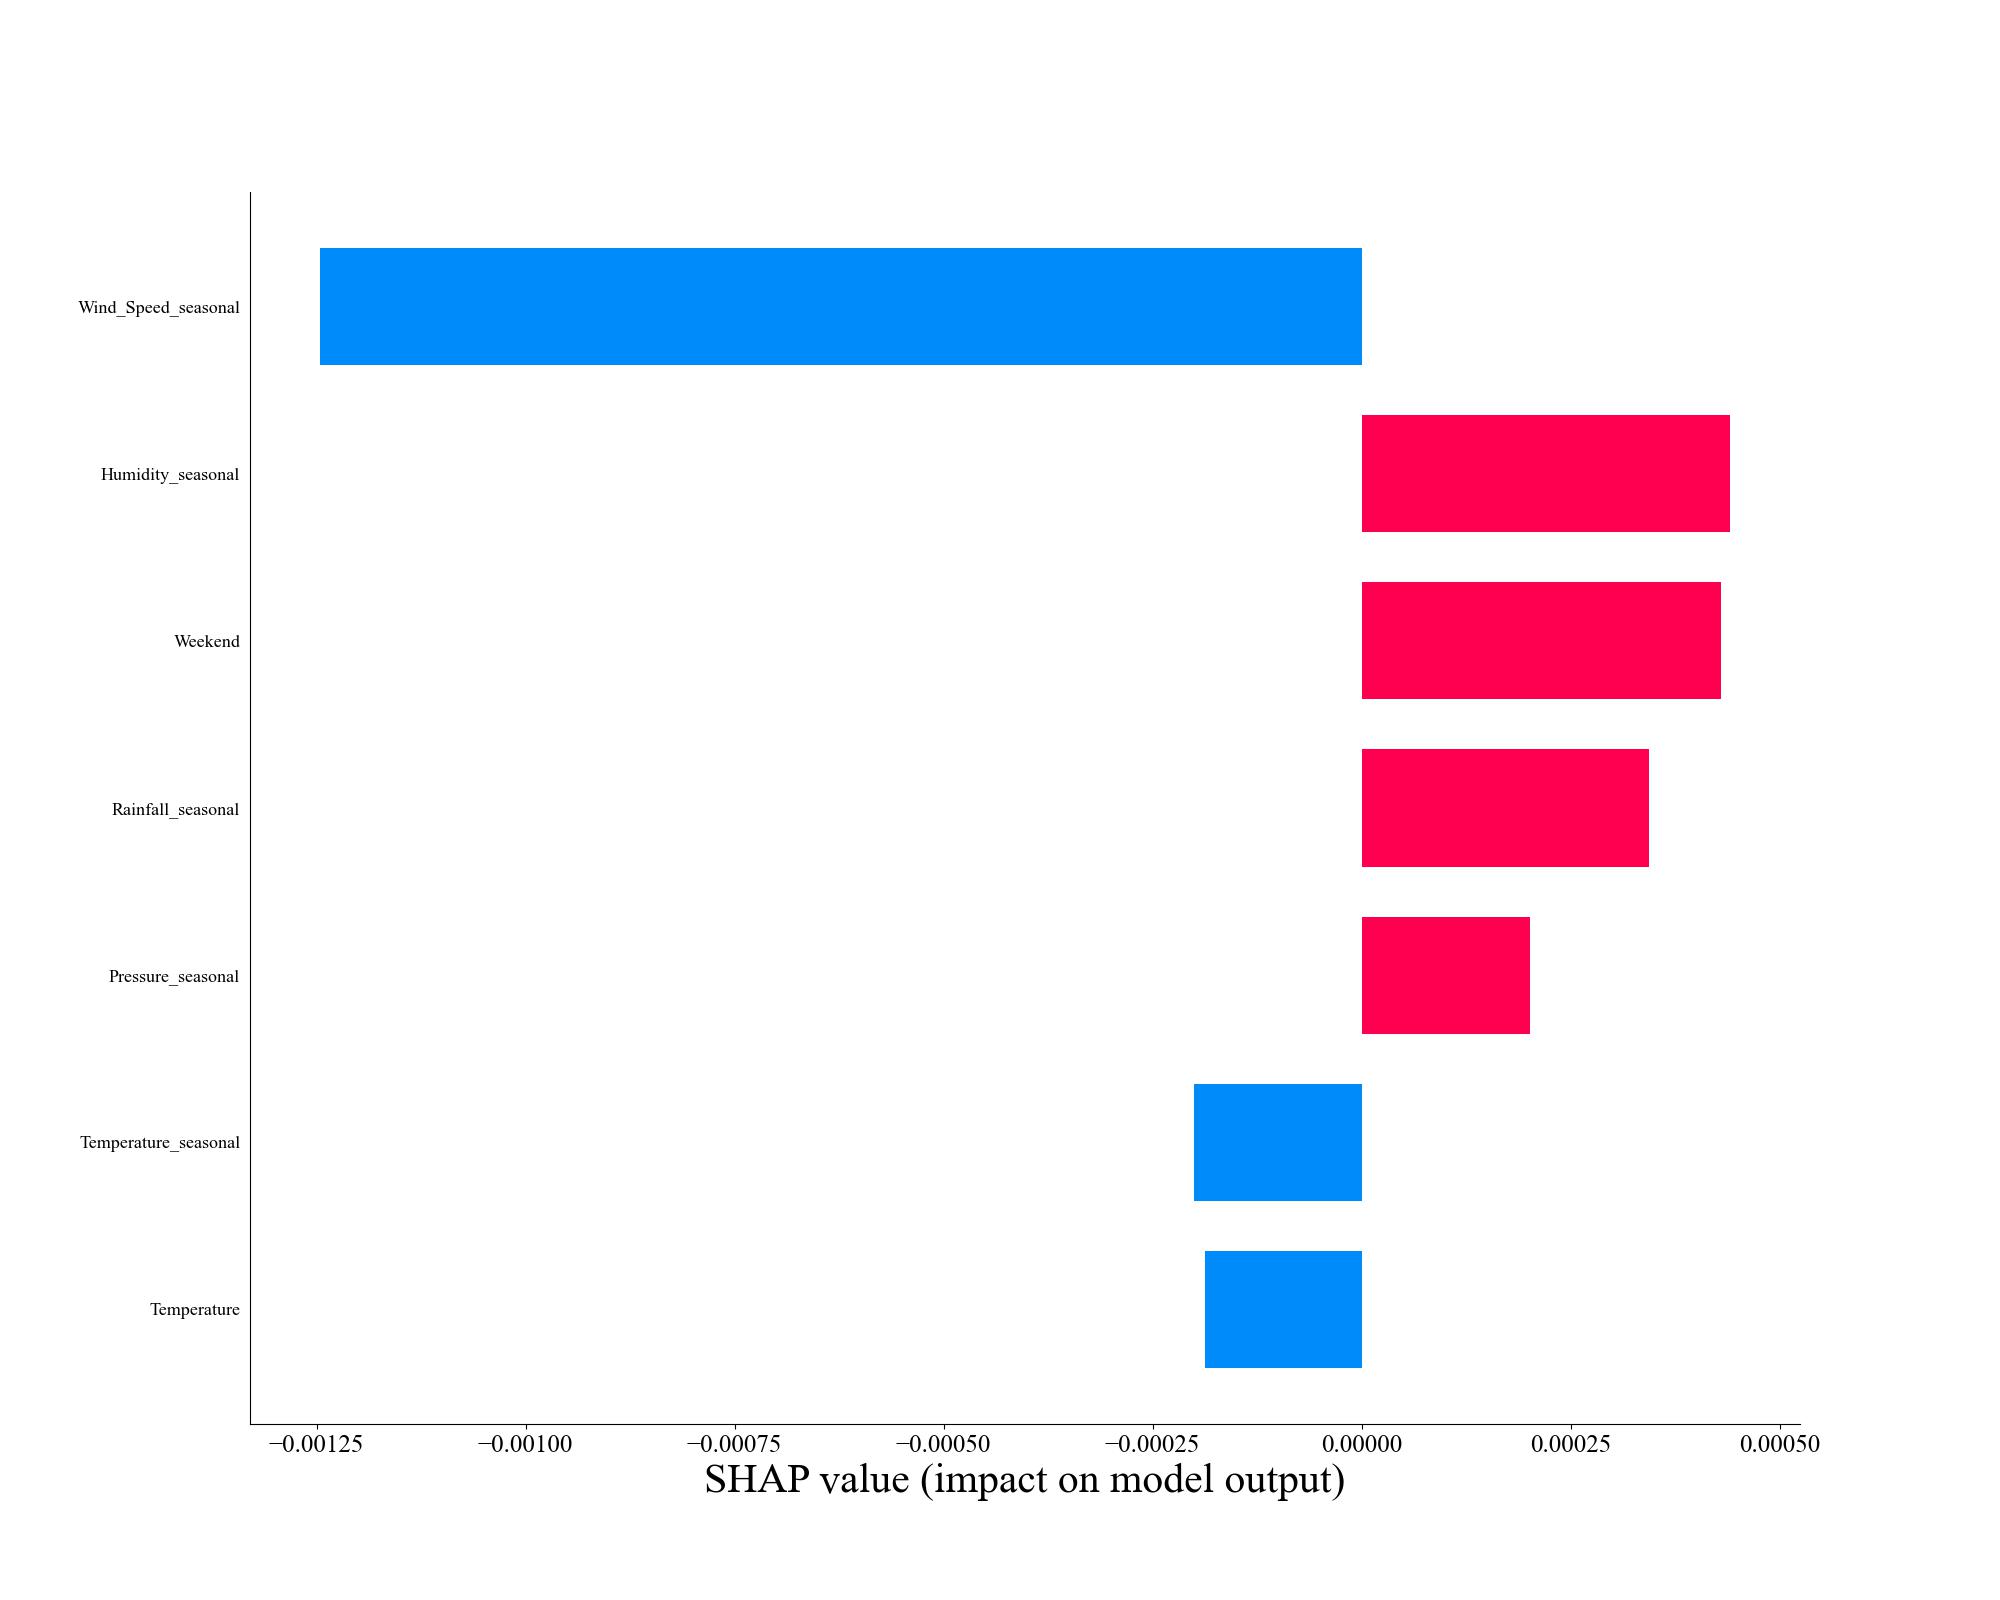 Wind_Speed_seasonal
Humidity_seasonal
Weekend
Rainfall_seasonal
Pressure_seasonal
Temperature_seasonal
Temperature
−0.00125 −0.00100 −0.00075 −0.00050 −0.00025 0.00000 0.00025 0.00050
SHAP value (impact on model output)